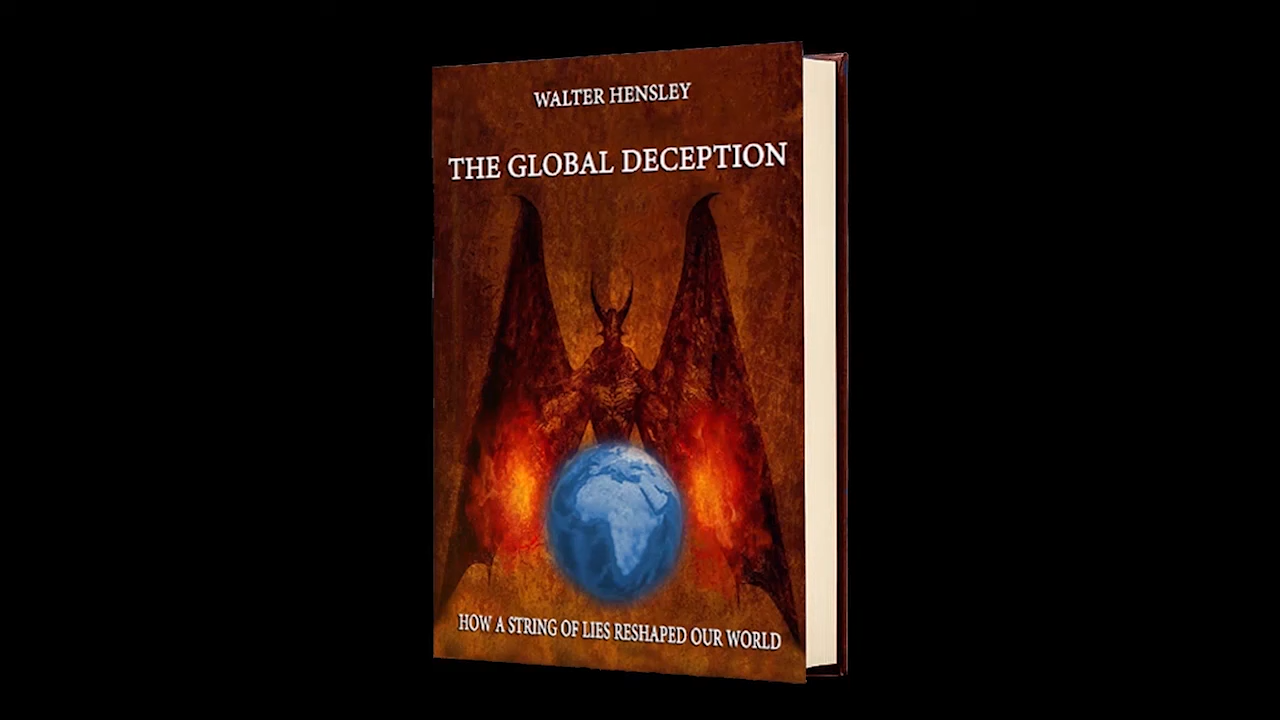 WALTER HENSLEY
THE GLOBAL DECEPTION
HOW A STRING OF LIES RESHAPED OUR WORLD